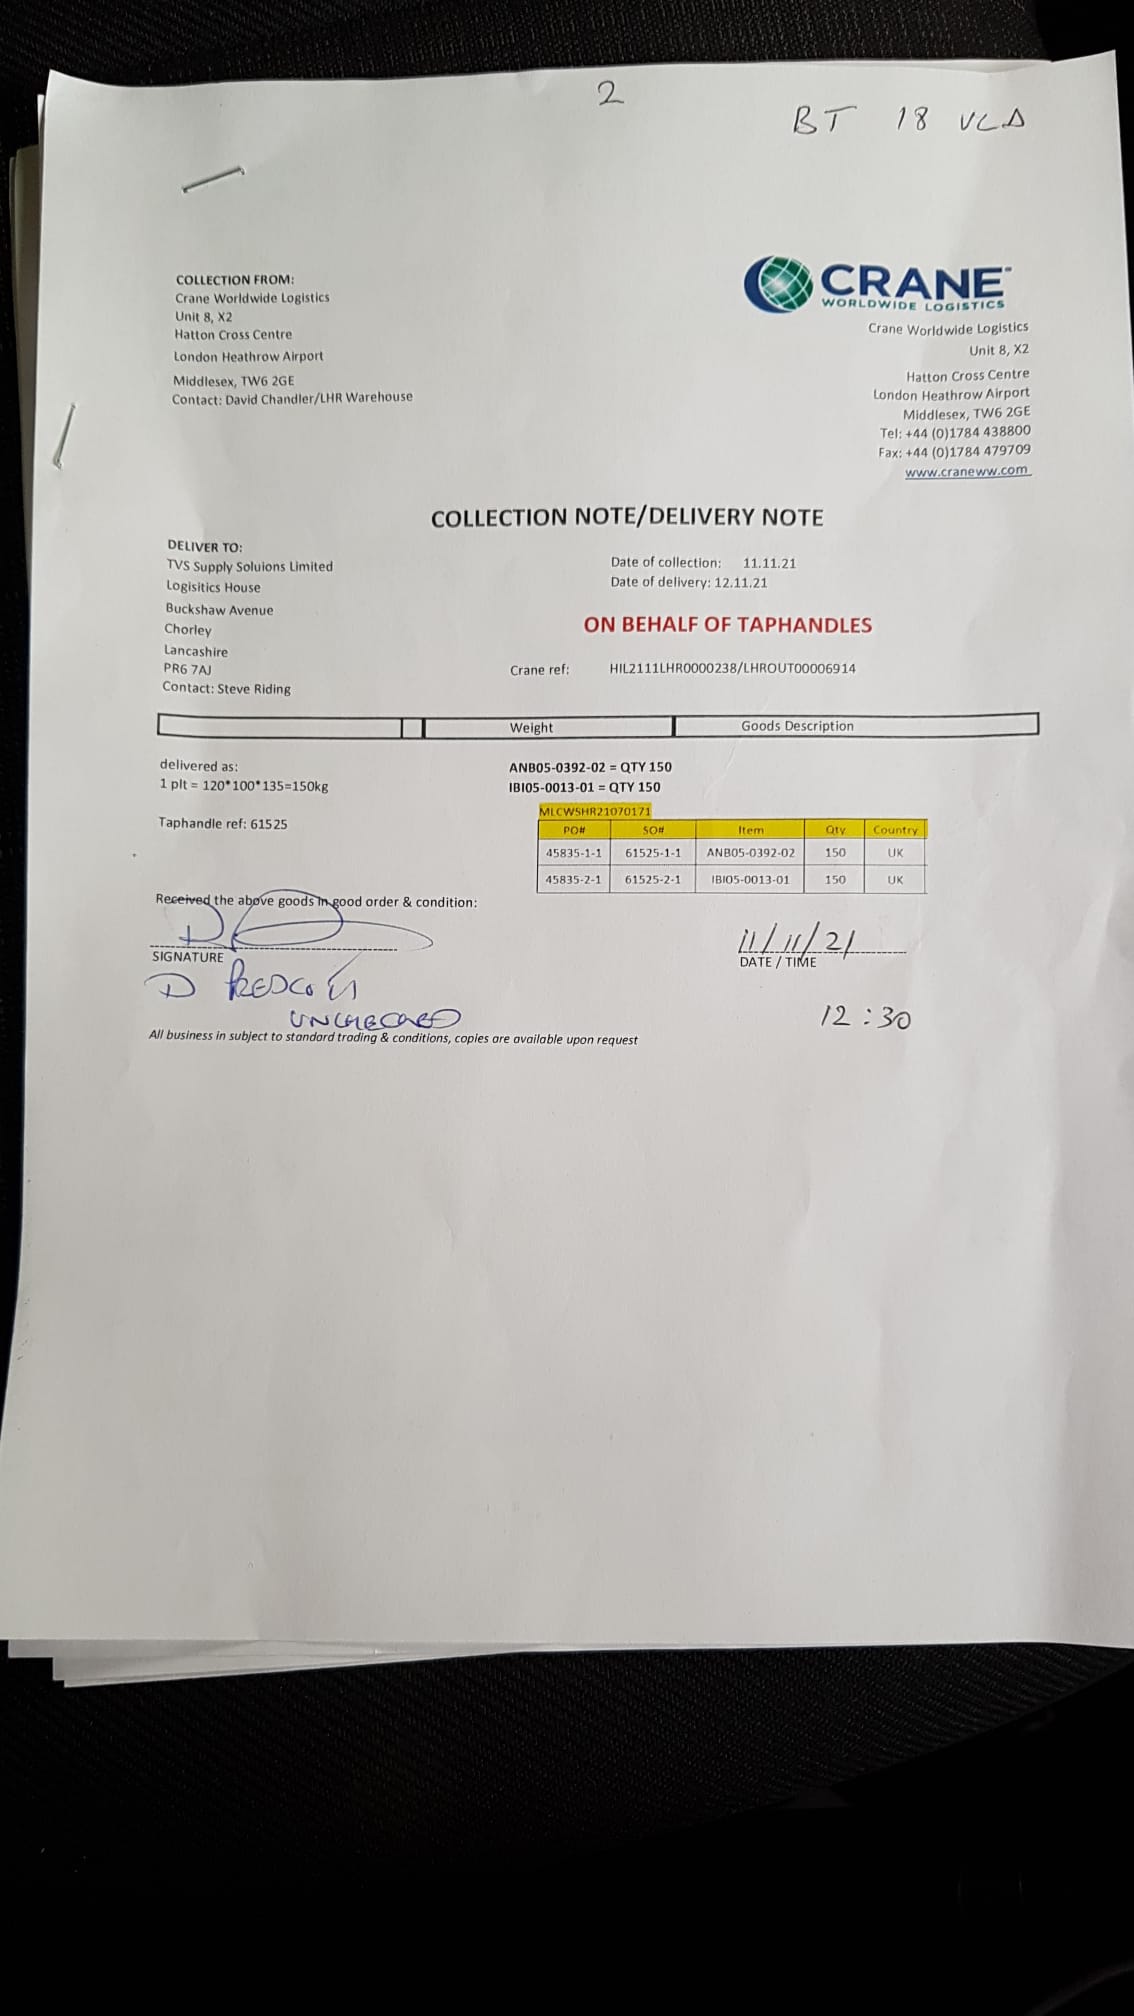 2
BT 18 VLA
COLLECTION FROM:
Crane Worldwide Logistics
Unit 8, X2
Hatton Cross Centre
London Heathrow Airport
Middlesex, TW6 2GE
Contact: David Chandler/LHR Warehouse
CRANE
WORLDWIDE LOGISTICS
Crane Worldwide Logistics
Unit 8, X2
Hatton Cross Centre
London Heathrow Airport
Middlesex, TW6 2GE
Tel: +44 (0)1784 438800
Fax: +44 (0)1784 479709
www.craneww.com
COLLECTION NOTE/DELIVERY NOTE
DELIVER TO:
TVS Supply Soluions Limited
Logisitics House
Buckshaw Avenue
Chorley
Lancashire
PR6 7AJ
Contact: Steve Riding
Date of collection: 11.11.21
Date of delivery: 12.11.21
ON BEHALF OF TAPHANDLES
Crane ref: HIL2111LHR0000238/LHROUT00006914
Weight Goods Description
delivered as:
1 plt = 120*100*135=150kg
Taphandle ref: 61525
ANB05-0392-02 = QTY 150
IBI05-0013-01 = QTY 150
MLCWSHR21070171
PO# SO# Item Qty Country
45835-1-1 61525-1-1 ANB05-0392-02 150 UK
45835-2-1 61525-2-1 IBI05-0013-01 150 UK
Received the above goods in good order & condition:
SIGNATURE
D PRESCOTT
UNCHECKED
11/11/21
DATE / TIME
12:30
All business in subject to standard trading & conditions, copies are available upon request